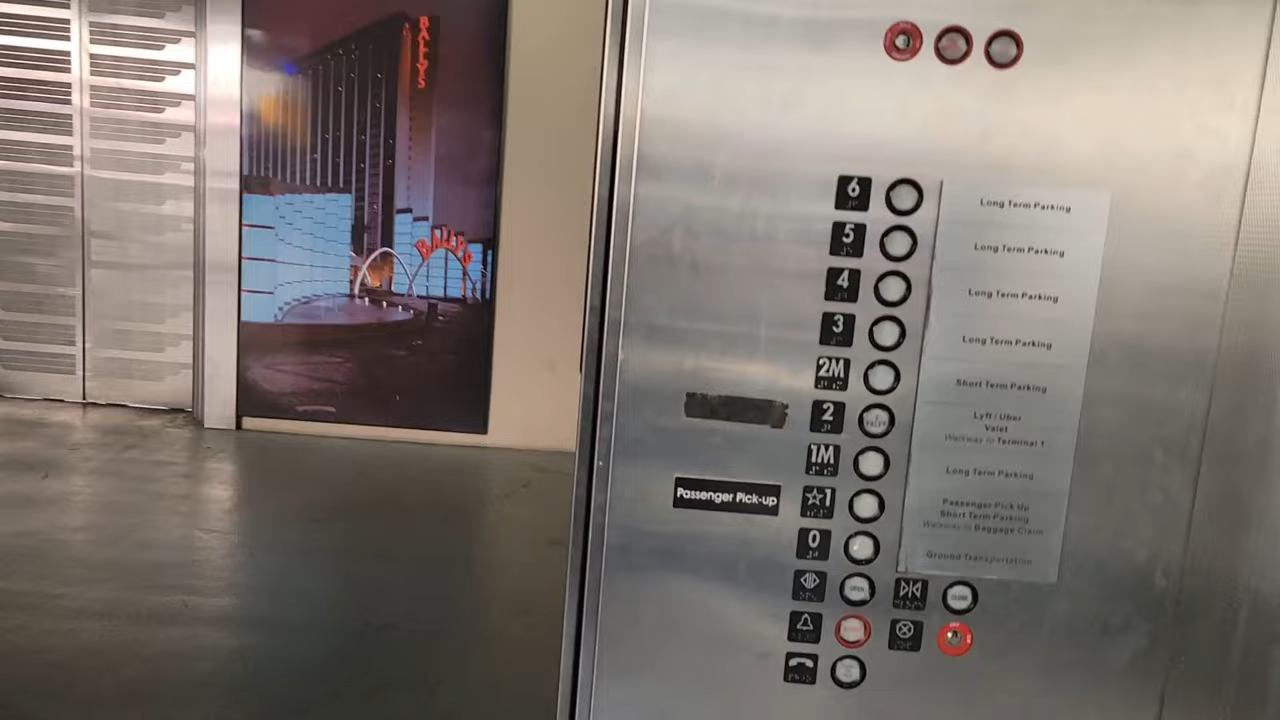 BALLYS
BALLY'S
6
Long Term Parking
5
Long Term Parking
4
Long Term Parking
3
Long Term Parking
2M
Short Term Parking
2
VALET
Lyft / Uber
Valet
Walkway to Terminal 1
1M
Long Term Parking
Passenger Pick-up
☆1
Passenger Pick Up
Short Term Parking
Walkway to Baggage Claim
0
Ground Transportation
OPEN
CLOSE